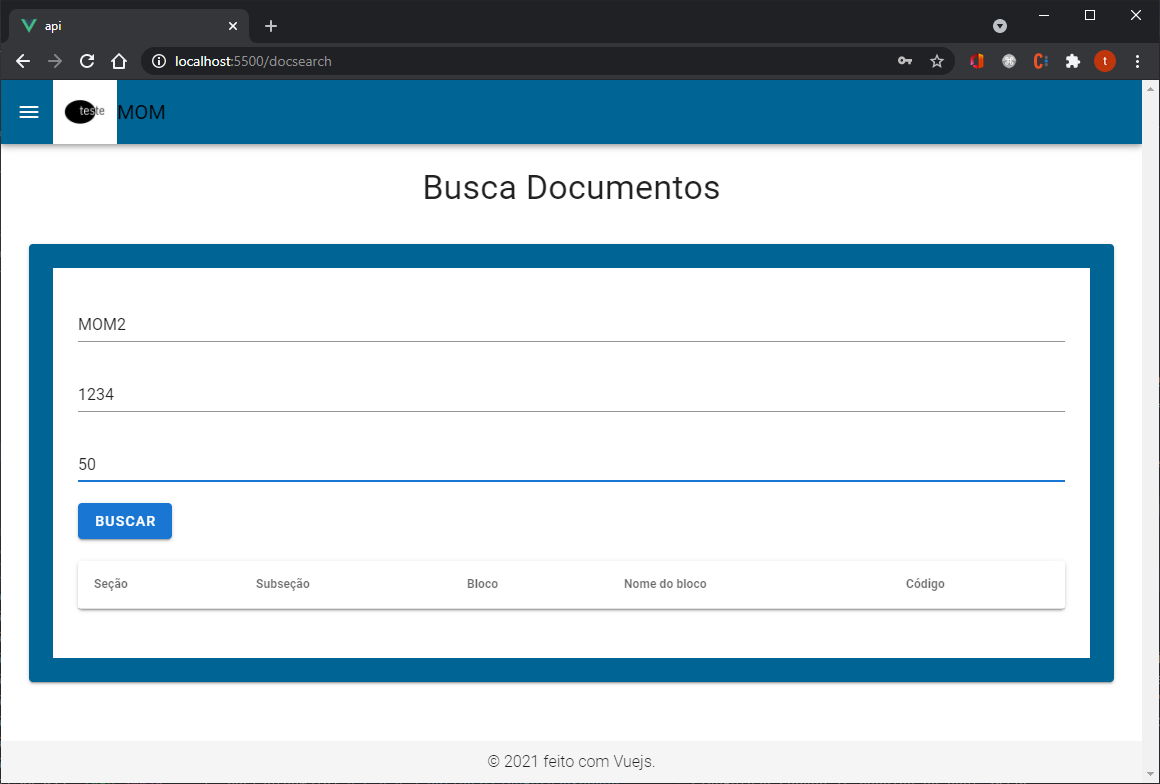 api
localhost:5500/docsearch
t
teste
MOM
Busca Documentos
MOM2
1234
50
BUSCAR
Seção Subseção Bloco Nome do bloco Código
© 2021 feito com Vuejs.